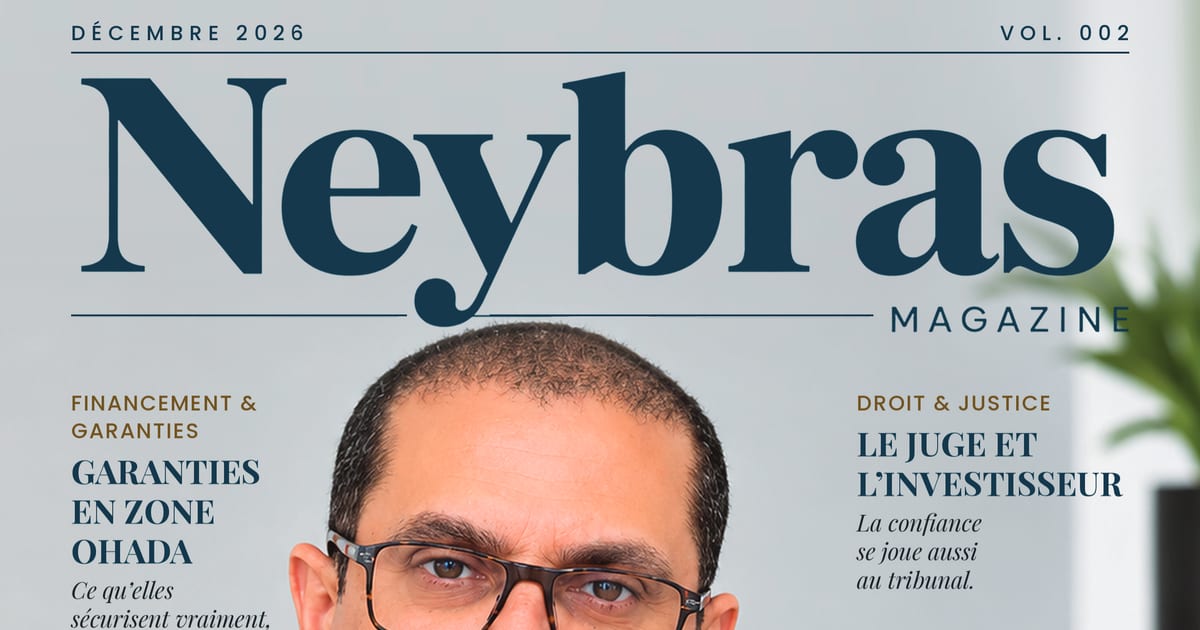 DÉCEMBRE 2026
VOL. 002
Neybras
MAGAZINE
FINANCEMENT &
GARANTIES
GARANTIES
EN ZONE
OHADA
Ce qu’elles
sécurisent vraiment,
DROIT & JUSTICE
LE JUGE ET
L’INVESTISSEUR
La confiance
se joue aussi
au tribunal.